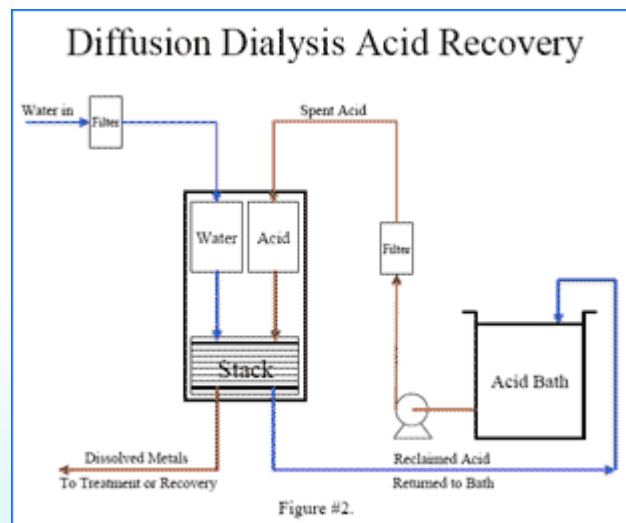 Diffusion Dialysis Acid Recovery
Water in
Filter
Spent Acid
Water
Acid
Filter
Stack
Acid Bath
Dissolved Metals
To Treatment or Recovery
Reclaimed Acid
Returned to Bath
Figure #2.